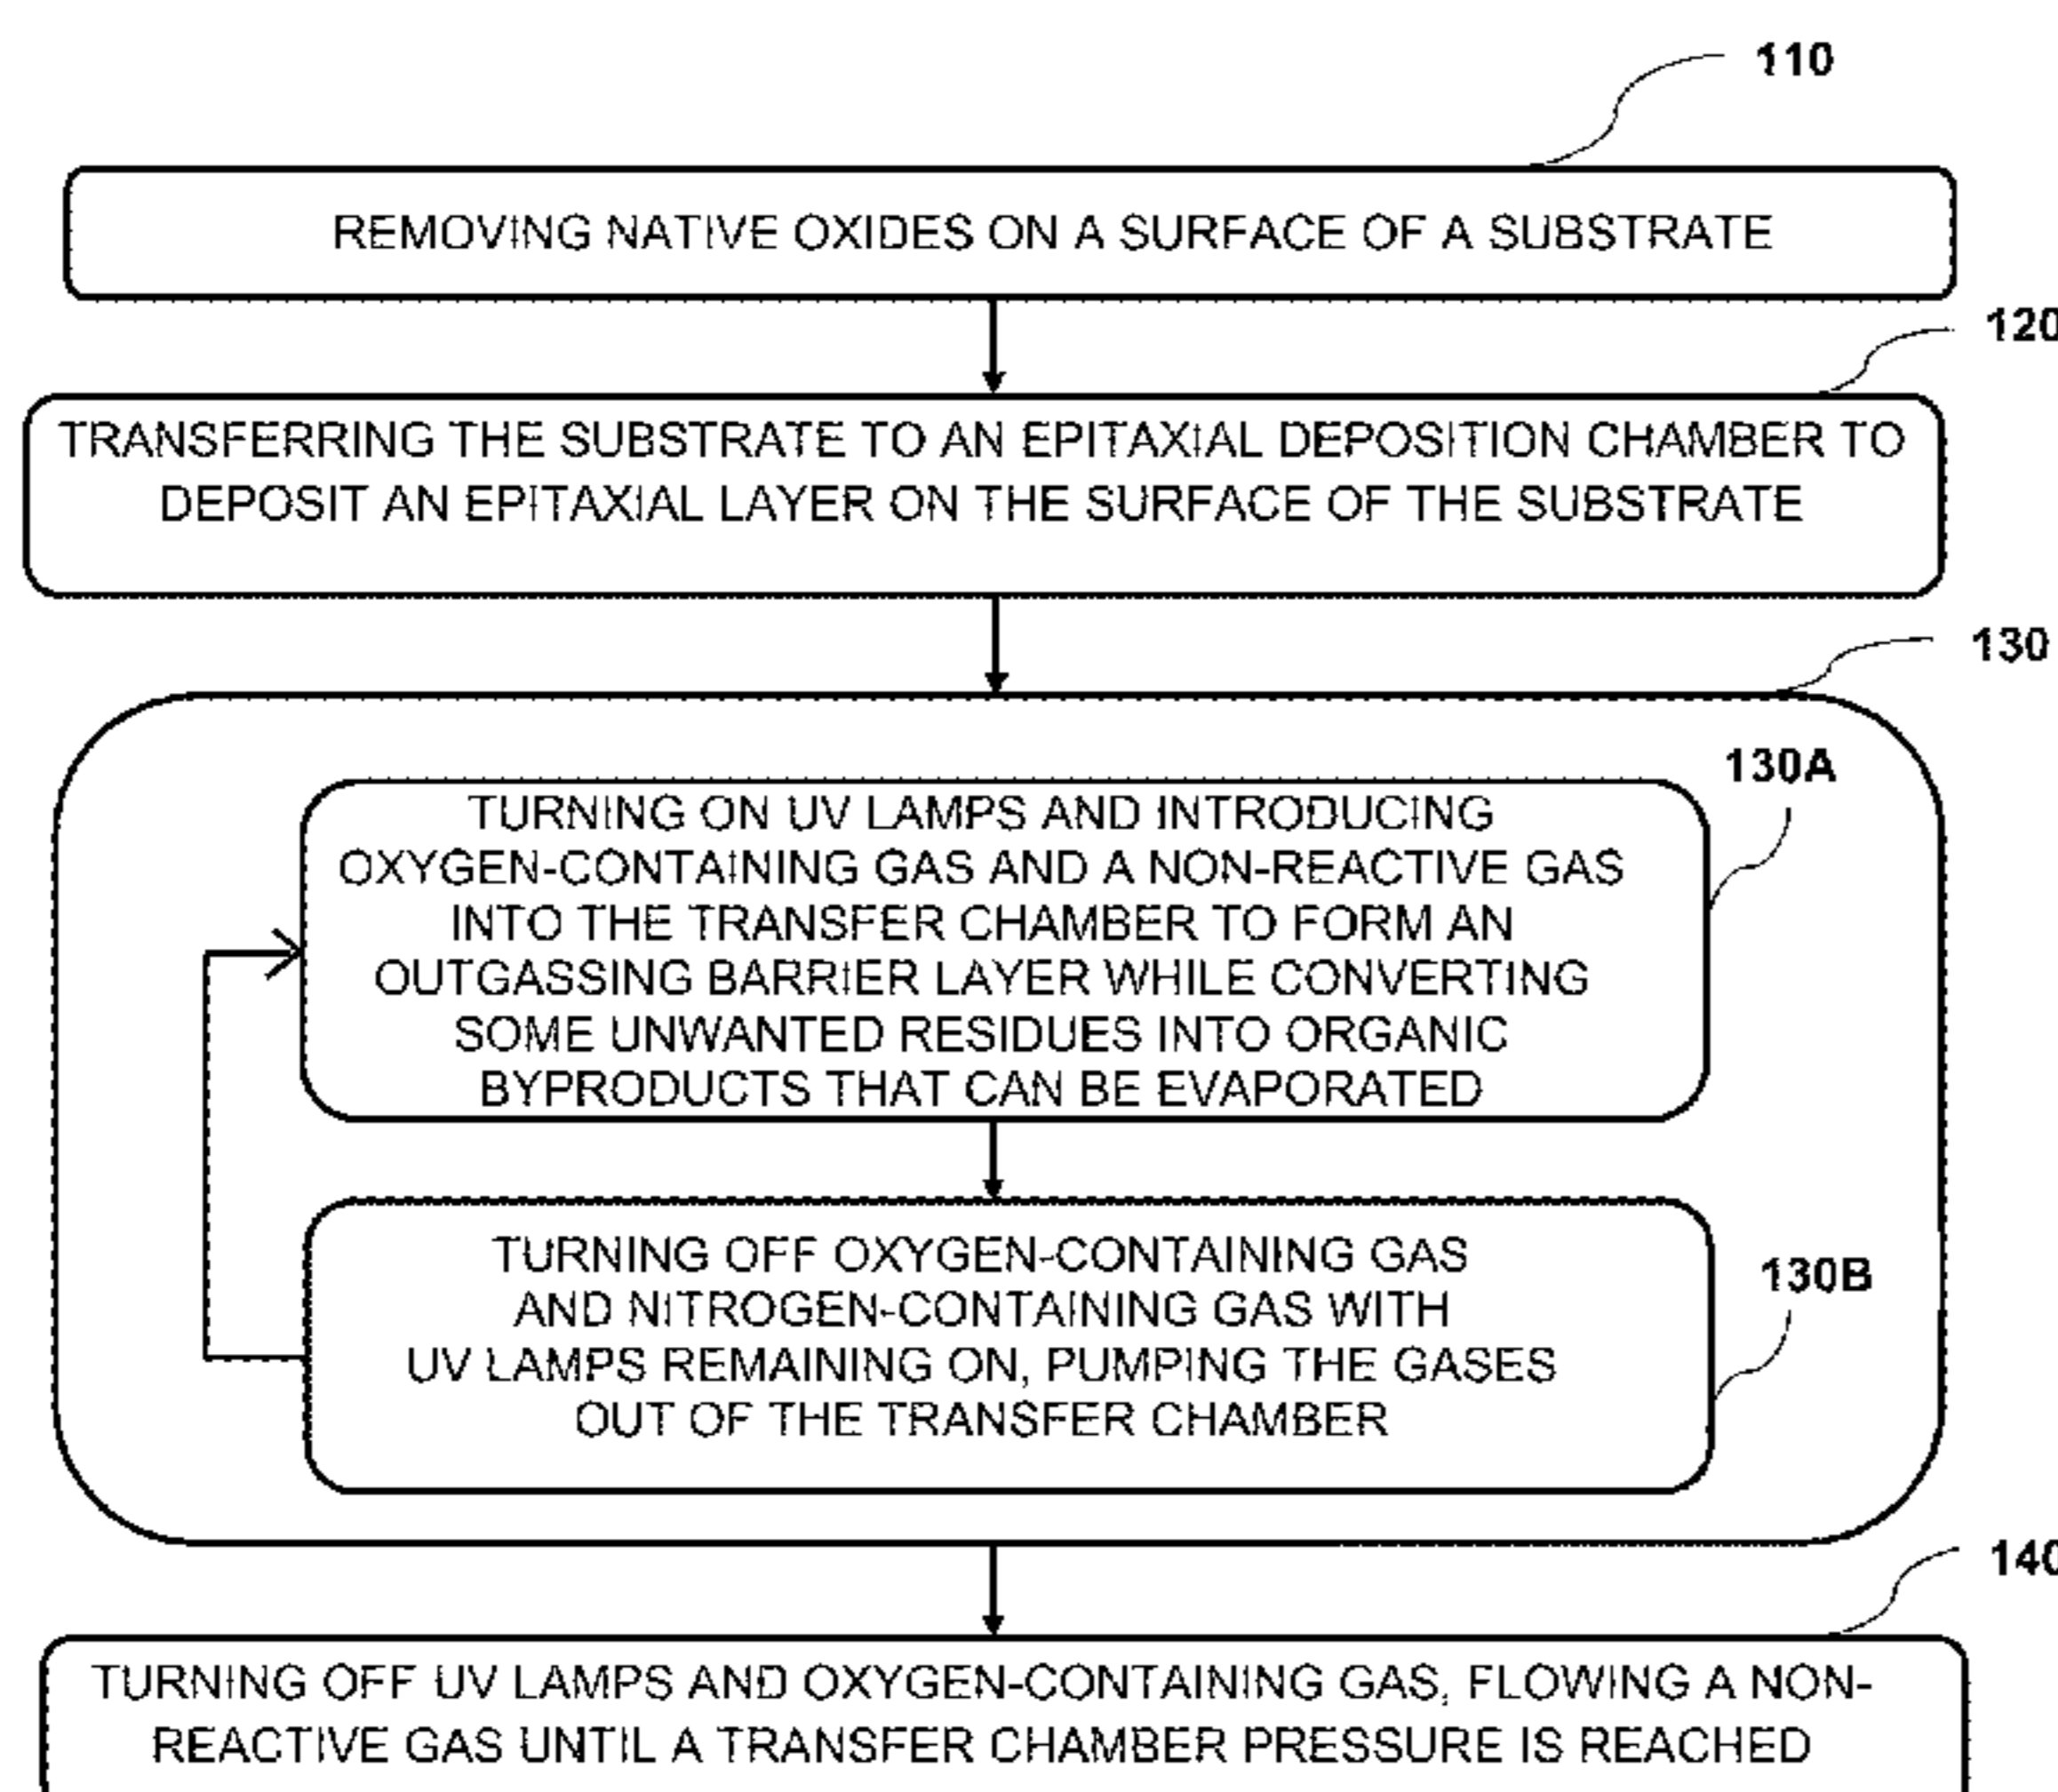 110
REMOVING NATIVE OXIDES ON A SURFACE OF A SUBSTRATE
120
TRANSFERRING THE SUBSTRATE TO AN EPITAXIAL DEPOSITION CHAMBER TO
DEPOSIT AN EPITAXIAL LAYER ON THE SURFACE OF THE SUBSTRATE
130
130A
TURNING ON UV LAMPS AND INTRODUCING
OXYGEN-CONTAINING GAS AND A NON-REACTIVE GAS
INTO THE TRANSFER CHAMBER TO FORM AN
OUTGASSING BARRIER LAYER WHILE CONVERTING
SOME UNWANTED RESIDUES INTO ORGANIC
BYPRODUCTS THAT CAN BE EVAPORATED
130B
TURNING OFF OXYGEN-CONTAINING GAS
AND NITROGEN-CONTAINING GAS WITH
UV LAMPS REMAINING ON, PUMPING THE GASES
OUT OF THE TRANSFER CHAMBER
140
TURNING OFF UV LAMPS AND OXYGEN-CONTAINING GAS, FLOWING A NON-
REACTIVE GAS UNTIL A TRANSFER CHAMBER PRESSURE IS REACHED